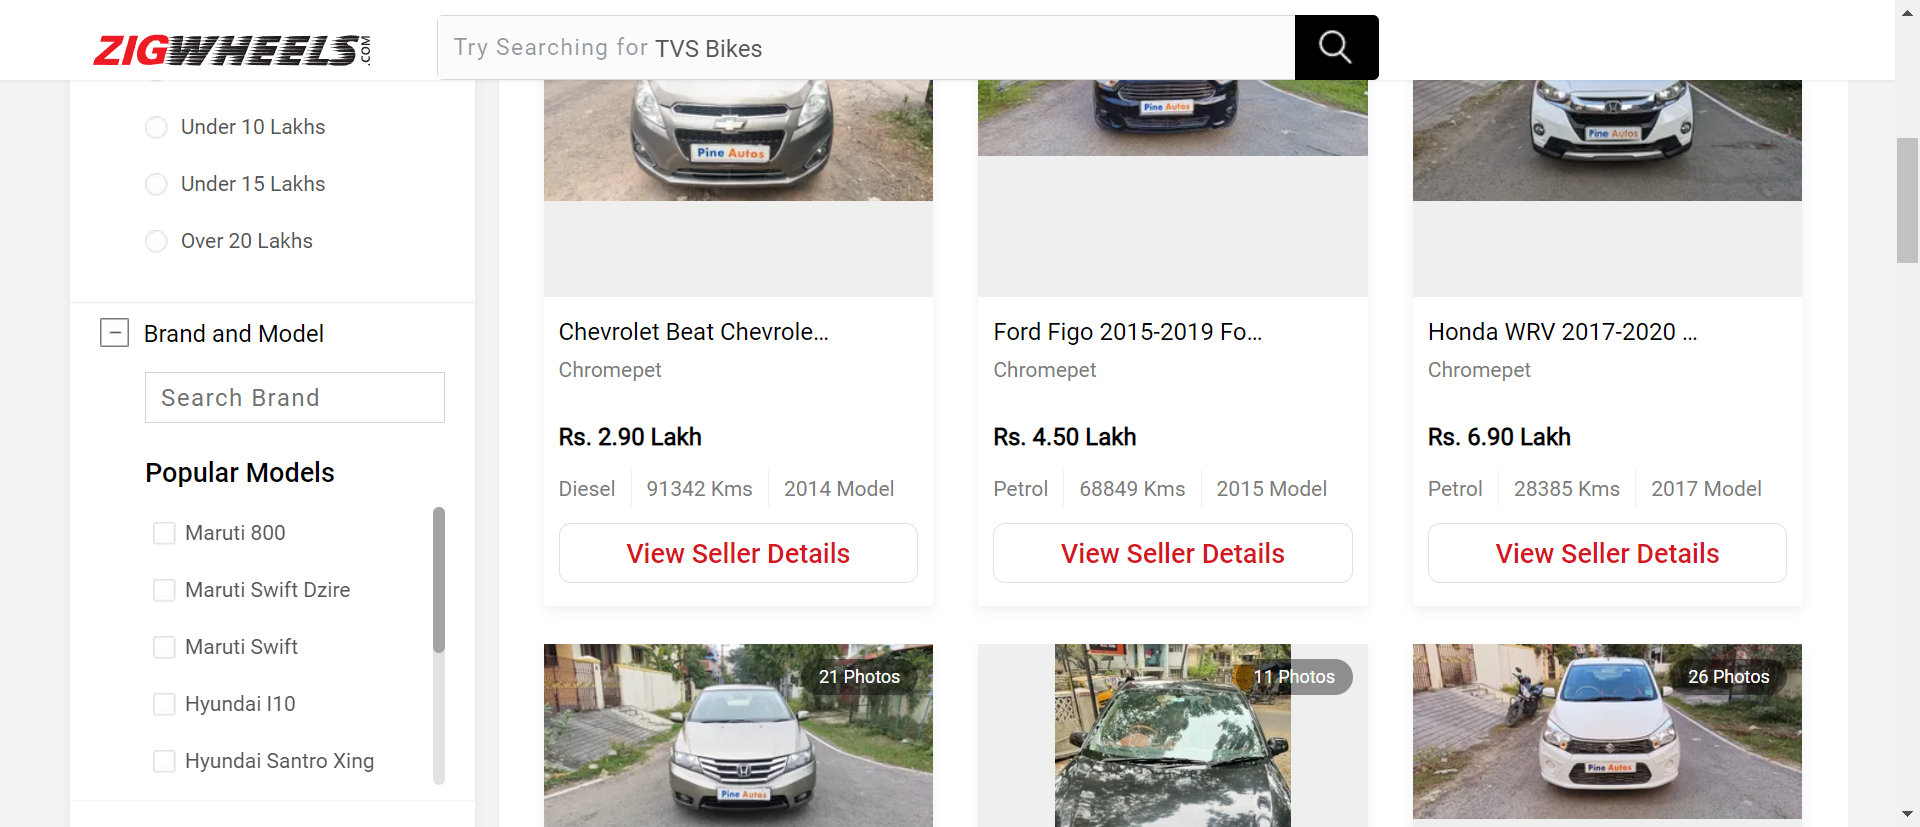 ZIGWHEELS.COM
Try Searching for TVS Bikes
Under 10 Lakhs
Under 15 Lakhs
Over 20 Lakhs
Brand and Model
Search Brand
Popular Models
Maruti 800
Maruti Swift Dzire
Maruti Swift
Hyundai I10
Hyundai Santro Xing
Pine Autos
Chevrolet Beat Chevrole...
Chromepet
Rs. 2.90 Lakh
Diesel
91342 Kms
2014 Model
View Seller Details
Pine Autos
Ford Figo 2015-2019 Fo...
Chromepet
Rs. 4.50 Lakh
Petrol
68849 Kms
2015 Model
View Seller Details
Pine Autos
Honda WRV 2017-2020 ...
Chromepet
Rs. 6.90 Lakh
Petrol
28385 Kms
2017 Model
View Seller Details
21 Photos
Pine Autos
11 Photos
26 Photos
Pine Autos